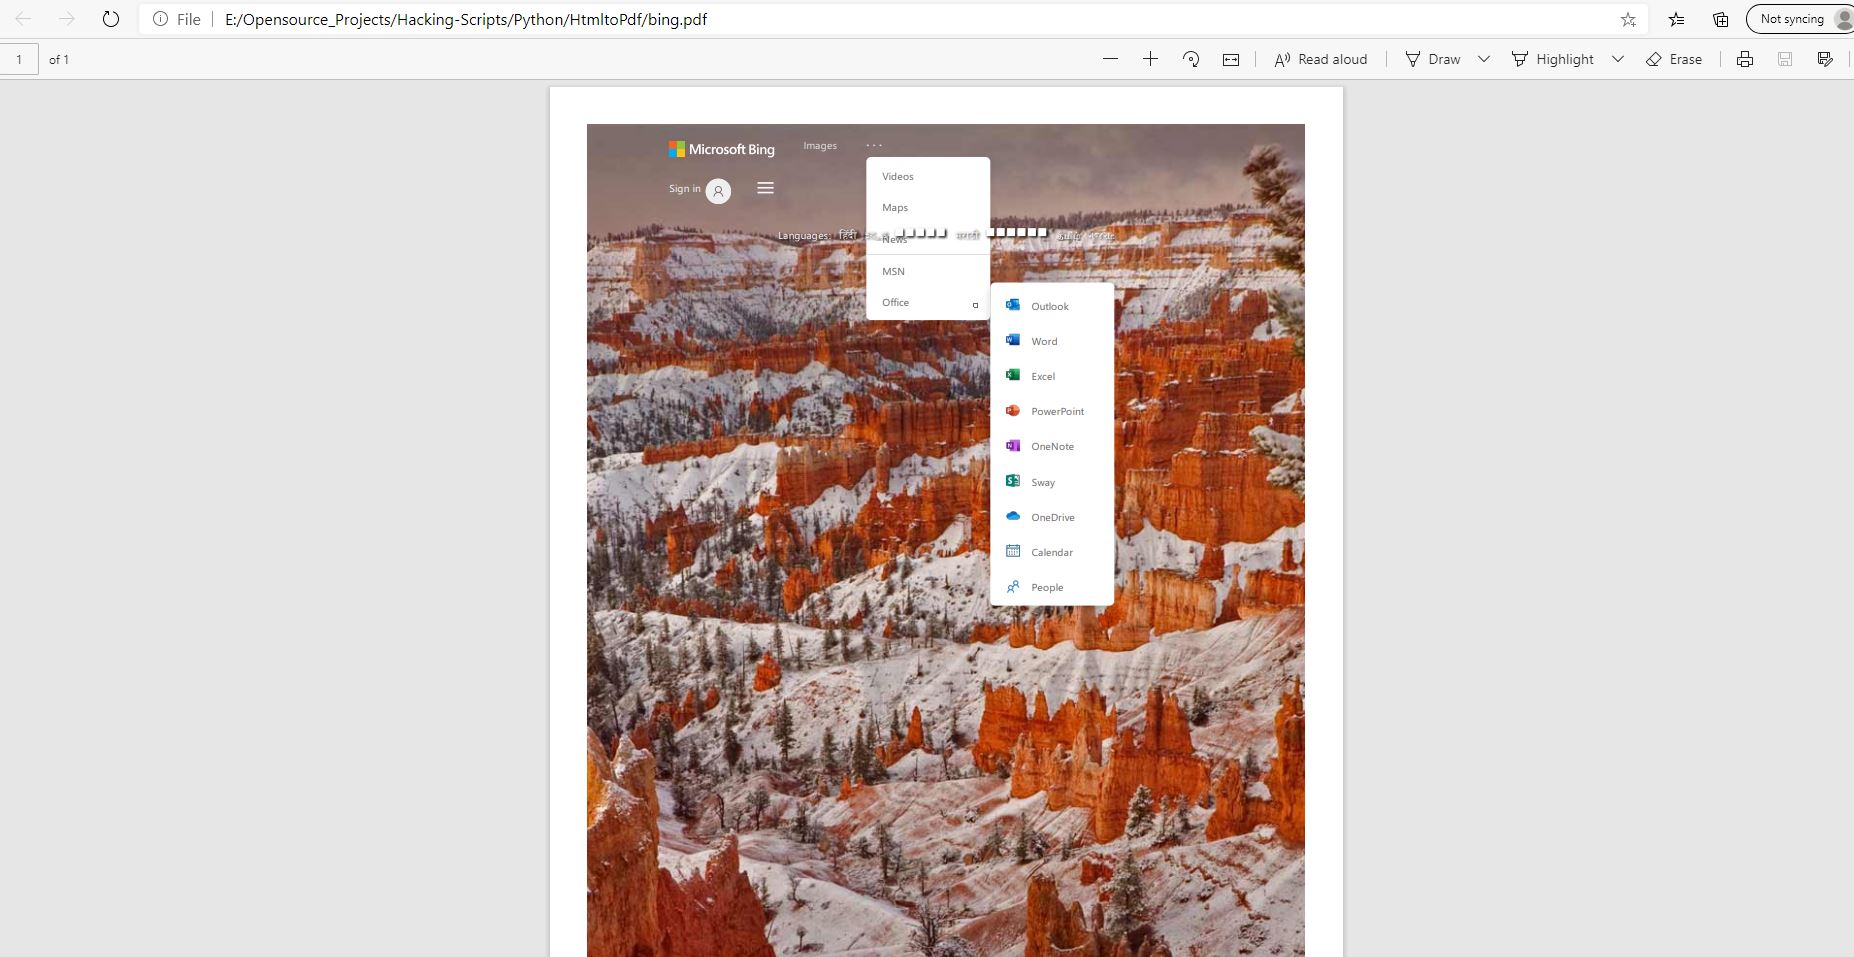 File E:/Opensource_Projects/Hacking-Scripts/Python/HtmltoPdf/bing.pdf Not syncing
1 of 1 Read aloud Draw Highlight Erase
Microsoft Bing Images ...
Videos
Sign in
Maps
Languages: हिंदी मराठी
News
MSN
Office
Outlook
Word
Excel
PowerPoint
OneNote
Sway
OneDrive
Calendar
People